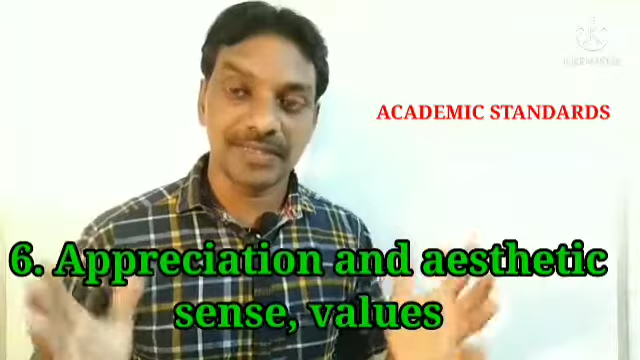 ACADEMIC STANDARDS
6. Appreciation and aesthetic
sense, values